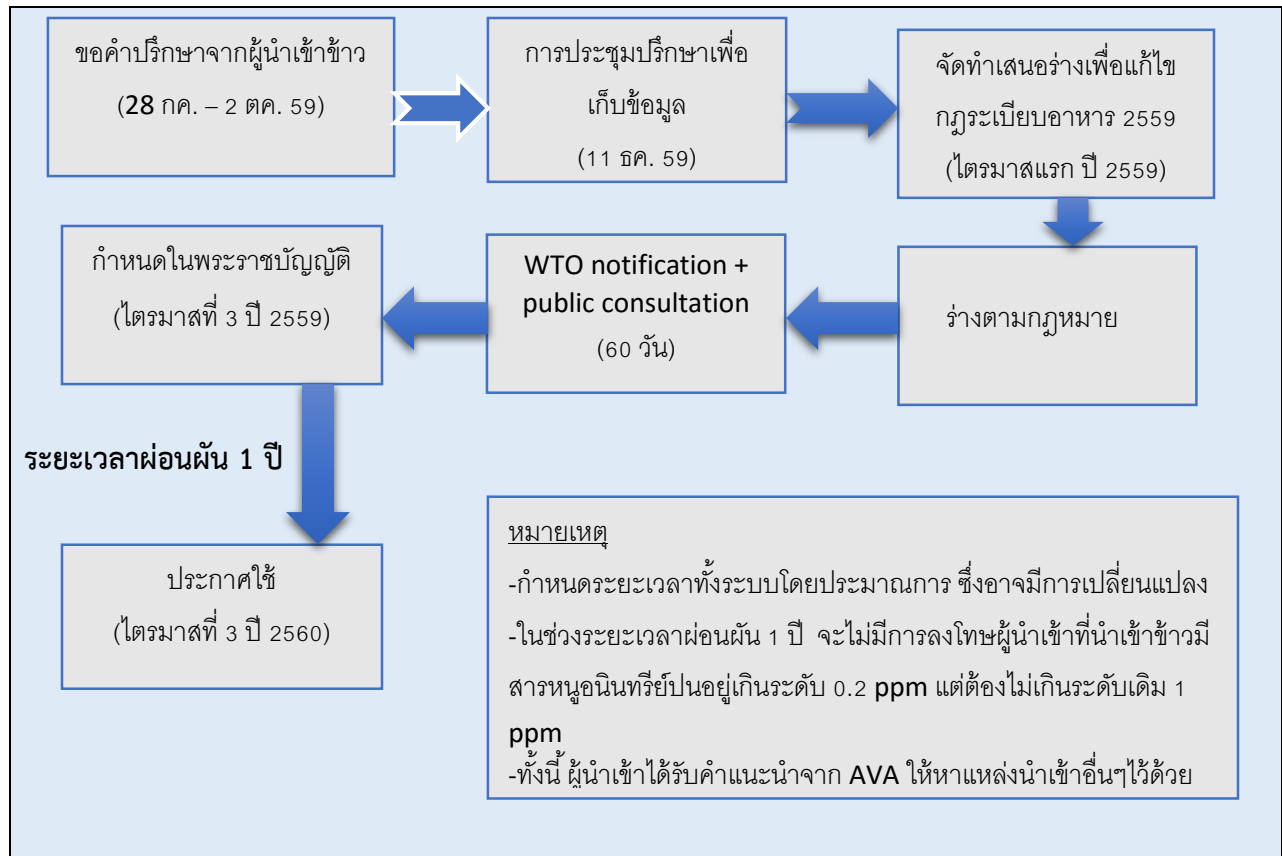 ขอคำปรึกษาจากผู้นำเข้าข้าว
(28 กค. – 2 ตค. 59)
การประชุมปรึกษาเพื่อ
เก็บข้อมูล
(11 ธค. 59)
จัดทำเสนอร่างเพื่อแก้ไข
กฎระเบียบอาหาร 2559
(ไตรมาสแรก ปี 2559)
ร่างตามกฎหมาย
WTO notification +
public consultation
(60 วัน)
กำหนดในพระราชบัญญัติ
(ไตรมาสที่ 3 ปี 2559)
ระยะเวลาผ่อนผัน 1 ปี
ประกาศใช้
(ไตรมาสที่ 3 ปี 2560)
หมายเหตุ
-กำหนดระยะเวลาทั้งระบบโดยประมาณการ ซึ่งอาจมีการเปลี่ยนแปลง
-ในช่วงระยะเวลาผ่อนผัน 1 ปี จะไม่มีการลงโทษผู้นำเข้าที่นำเข้าข้าวมี
สารหนูอนินทรีย์ปนอยู่เกินระดับ 0.2 ppm แต่ต้องไม่เกินระดับเดิม 1
ppm
-ทั้งนี้ ผู้นำเข้าได้รับคำแนะนำจาก AVA ให้หาแหล่งนำเข้าอื่นๆไว้ด้วย